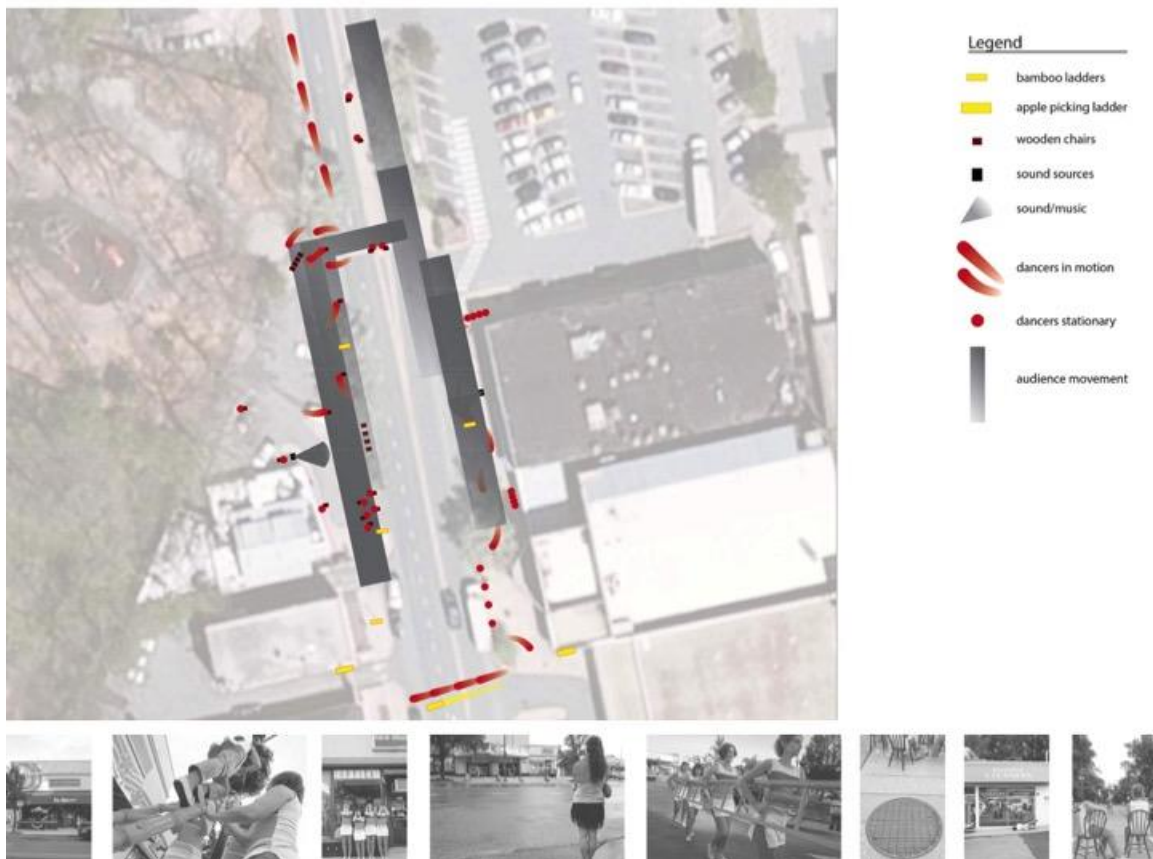 Legend
bamboo ladders
apple picking ladder
wooden chairs
sound sources
sound/music
dancers in motion
dancers stationary
audience movement